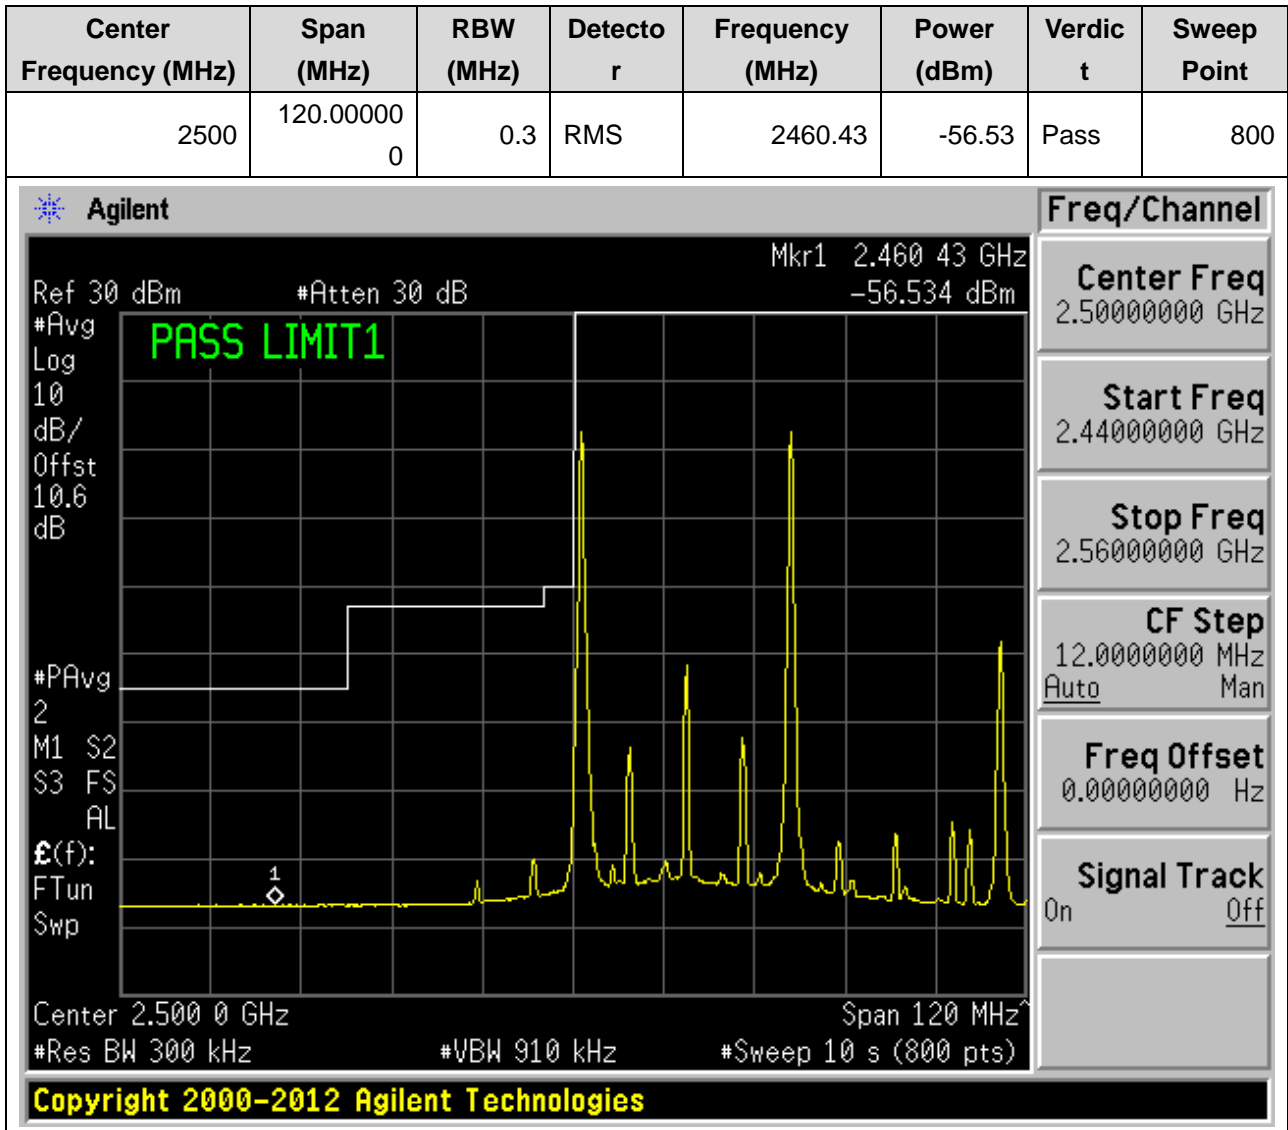 Center Span RBW Detecto Frequency Power Verdic Sweep
Frequency (MHz) (MHz) (MHz) r (MHz) (dBm) t Point
2500 120.00000 0.3 RMS 2460.43 -56.53 Pass 800
0
Agilent
Freq/Channel
Mkr1 2.460 43 GHz
Ref 30 dBm #Atten 30 dB -56.534 dBm
#Avg
Log
10
dB/
Offst
10.6
dB
PASS LIMIT1
#PAvg
2
M1 S2
S3 FS
AL
£(f):
FTun
Swp
1
Center 2.500 0 GHz Span 120 MHz^
#Res BW 300 kHz #VBW 910 kHz #Sweep 10 s (800 pts)
Center Freq
2.50000000 GHz
Start Freq
2.44000000 GHz
Stop Freq
2.56000000 GHz
CF Step
12.0000000 MHz
Auto Man
Freq Offset
0.00000000 Hz
Signal Track
On Off
Copyright 2000-2012 Agilent Technologies